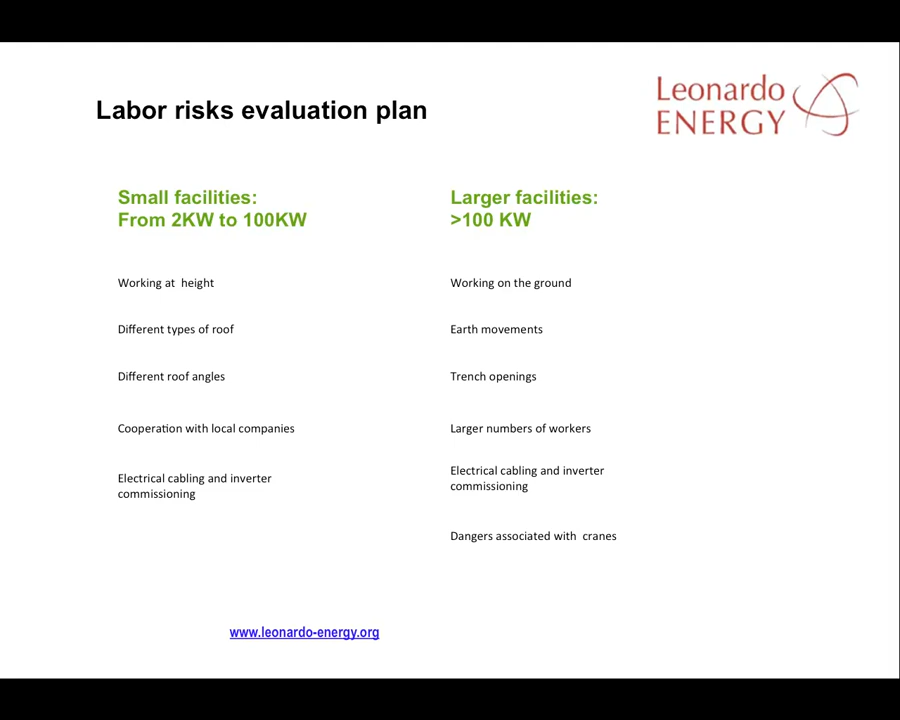 Labor risks evaluation plan
Leonardo
ENERGY
Small facilities:
From 2KW to 100KW
Working at  height
Different types of roof
Different roof angles
Cooperation with local companies
Electrical cabling and inverter
commissioning
Larger facilities:
>100 KW
Working on the ground
Earth movements
Trench openings
Larger numbers of workers
Electrical cabling and inverter
commissioning
Dangers associated with  cranes
www.leonardo-energy.org